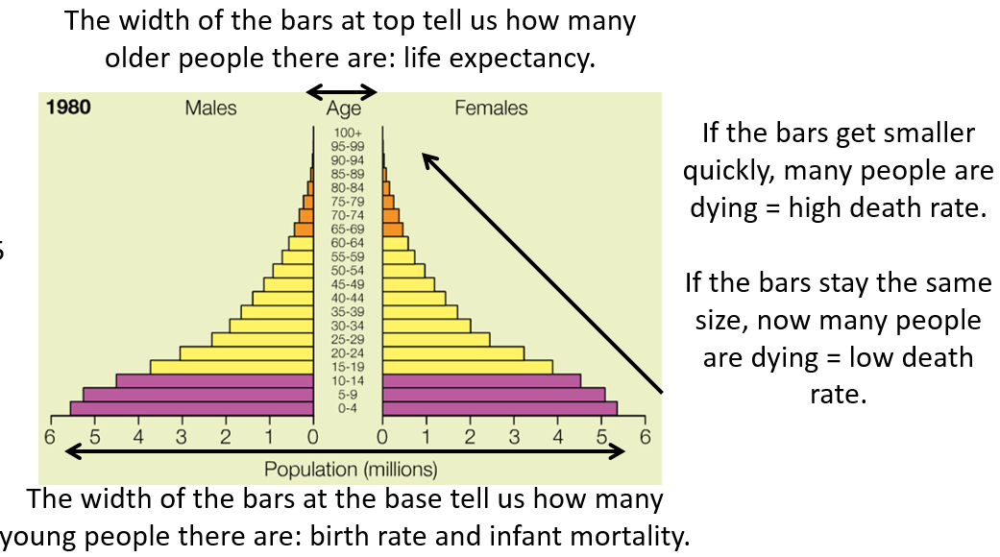 The width of the bars at top tell us how many
older people there are: life expectancy.
1980
Males
Age
Females
100+
95-99
90-94
85-89
80-84
75-79
70-74
65-69
60-64
55-59
50-54
45-49
40-44
35-39
30-34
25-29
20-24
15-19
10-14
5-9
0-4
6 5 4 3 2 1 0 0 1 2 3 4 5 6
Population (millions)
The width of the bars at the base tell us how many
young people there are: birth rate and infant mortality.
If the bars get smaller
quickly, many people are
dying = high death rate.
If the bars stay the same
size, now many people
are dying = low death
rate.